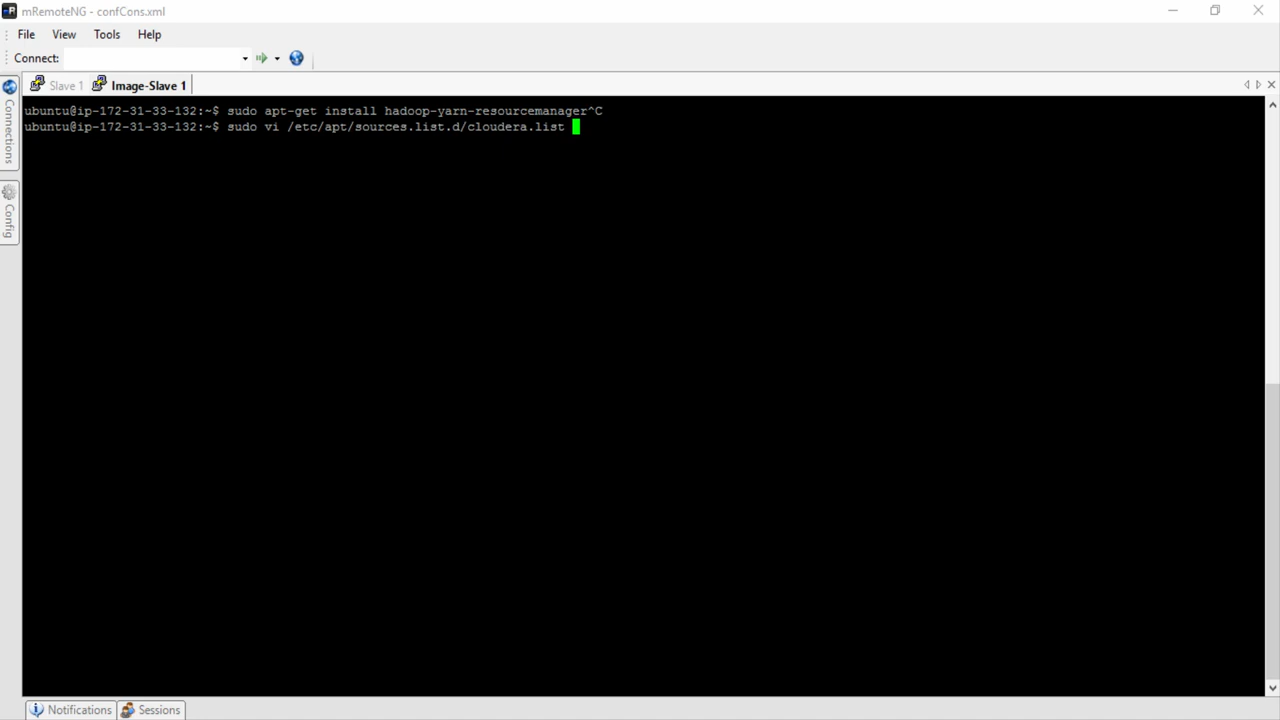 mRemoteNG - confCons.xml
File View Tools Help
Connect:
Slave 1 Image-Slave 1
Connections
Config
ubuntu@ip-172-31-33-132:~$ sudo apt-get install hadoop-yarn-resourcemanager^C
ubuntu@ip-172-31-33-132:~$ sudo vi /etc/apt/sources.list.d/cloudera.list
Notifications Sessions